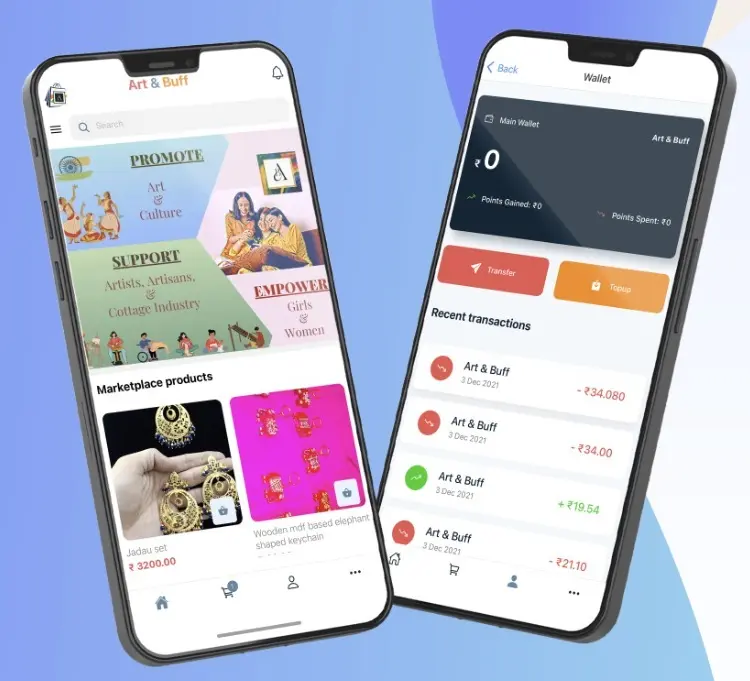 Art & Buff
Search
PROMOTE
Art
&
Culture
A
SUPPORT
Artists, Artisans,
&
Cottage Industry
EMPOWER
Girls
&
Women
Marketplace products
Jadau set
₹ 3200.00
Wooden mdf based elephant
shaped keychain
Back
Wallet
Main Wallet
Art & Buff
₹ 0
Points Gained: ₹0
Points Spent: ₹0
Transfer
Topup
Recent transactions
Art & Buff
3 Dec 2021
- ₹34.080
Art & Buff
3 Dec 2021
- ₹34.00
Art & Buff
3 Dec 2021
+ ₹19.54
Art & Buff
3 Dec 2021
- ₹21.10